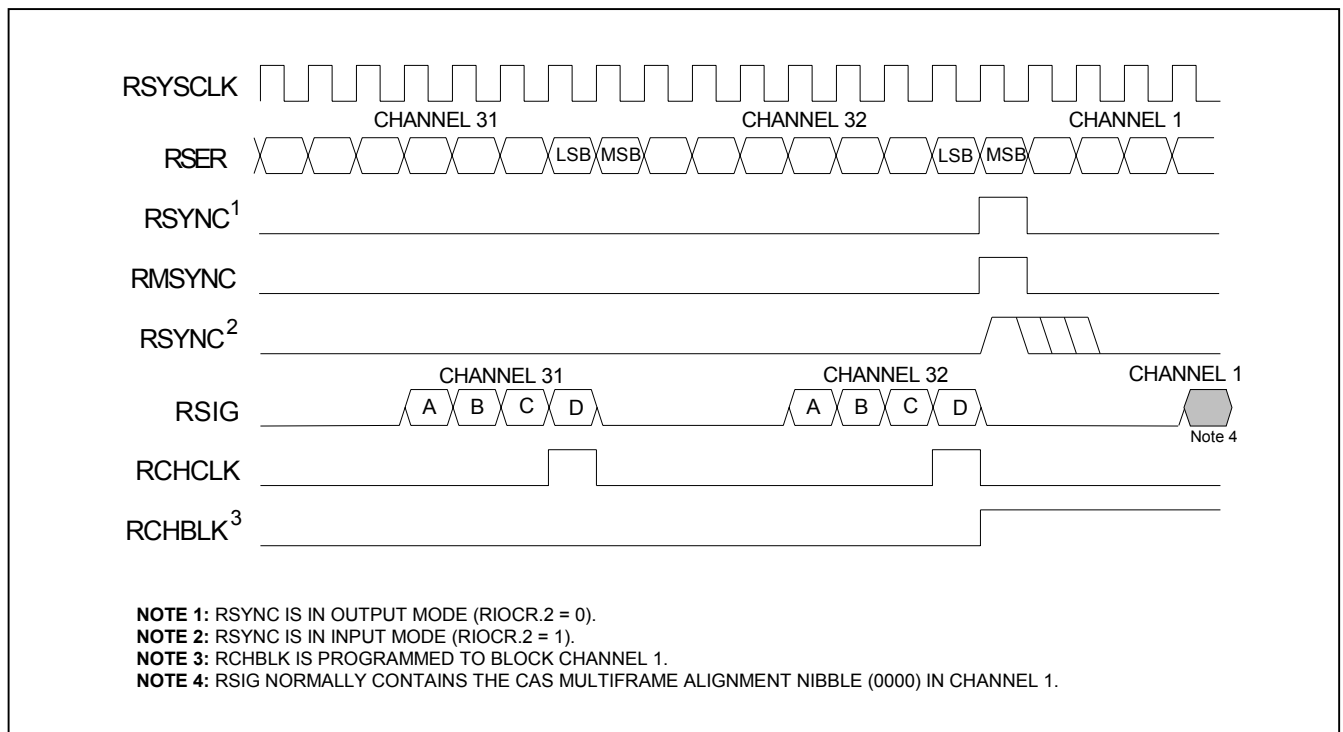 RSYSCLK
CHANNEL 31 CHANNEL 32 CHANNEL 1
RSER LSB MSB LSB MSB
RSYNC1
RMSYNC
RSYNC2
CHANNEL 31 CHANNEL 32 CHANNEL 1
RSIG A B C D A B C D
Note 4
RCHCLK
RCHBLK3
NOTE 1: RSYNC IS IN OUTPUT MODE (RIOCR.2 = 0).
NOTE 2: RSYNC IS IN INPUT MODE (RIOCR.2 = 1).
NOTE 3: RCHBLK IS PROGRAMMED TO BLOCK CHANNEL 1.
NOTE 4: RSIG NORMALLY CONTAINS THE CAS MULTIFRAME ALIGNMENT NIBBLE (0000) IN CHANNEL 1.